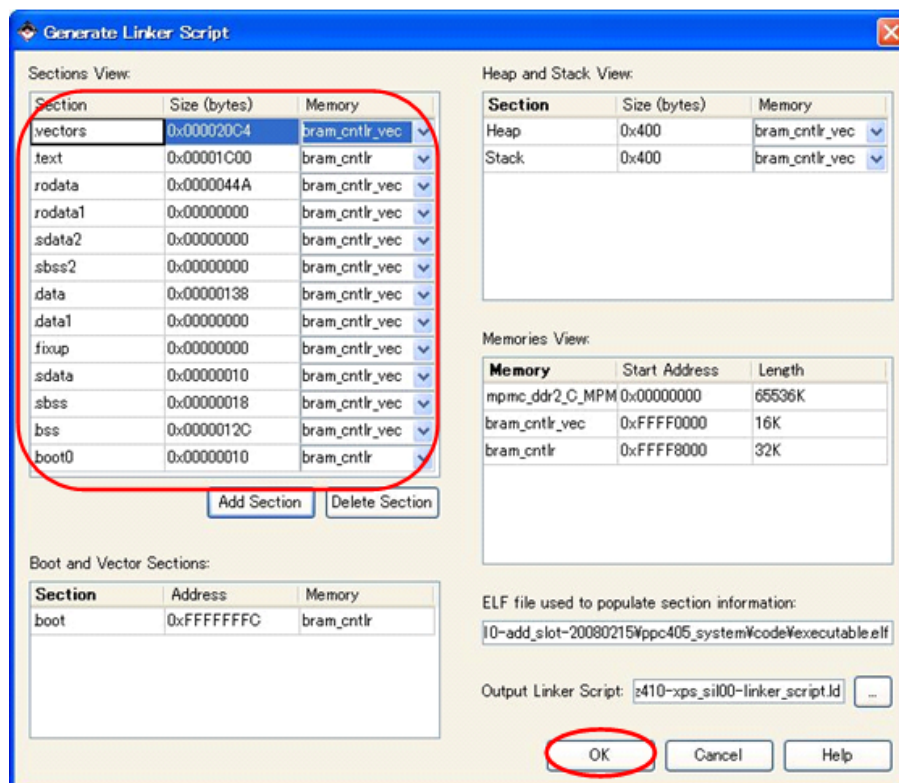 Generate Linker Script
Sections View:
Section Size (bytes) Memory
.vectors 0x000020C4 bram_cntlr_vec
.text 0x00001C00 bram_cntlr
.rodata 0x0000044A bram_cntlr_vec
.rodata1 0x00000000 bram_cntlr_vec
.sdata2 0x00000000 bram_cntlr_vec
.sbss2 0x00000000 bram_cntlr_vec
.data 0x00000138 bram_cntlr_vec
.data1 0x00000000 bram_cntlr_vec
.fixup 0x00000000 bram_cntlr_vec
.sdata 0x00000010 bram_cntlr_vec
.sbss 0x00000018 bram_cntlr_vec
.bss 0x0000012C bram_cntlr_vec
.boot0 0x00000010 bram_cntlr
Add Section Delete Section
Boot and Vector Sections:
Section Address Memory
boot 0xFFFFFFFC bram_cntlr
Heap and Stack View:
Section Size (bytes) Memory
Heap 0x400 bram_cntlr_vec
Stack 0x400 bram_cntlr_vec
Memories View:
Memory Start Address Length
mpmc_ddr2_C_MPM 0x00000000 65536K
bram_cntlr_vec 0xFFFF0000 16K
bram_cntlr 0xFFFF8000 32K
ELF file used to populate section information:
10-add_slot-20080215¥ppc405_system¥code¥executable.elf
Output Linker Script: z410-xps_sil00-linker_script.ld ...
OK Cancel Help